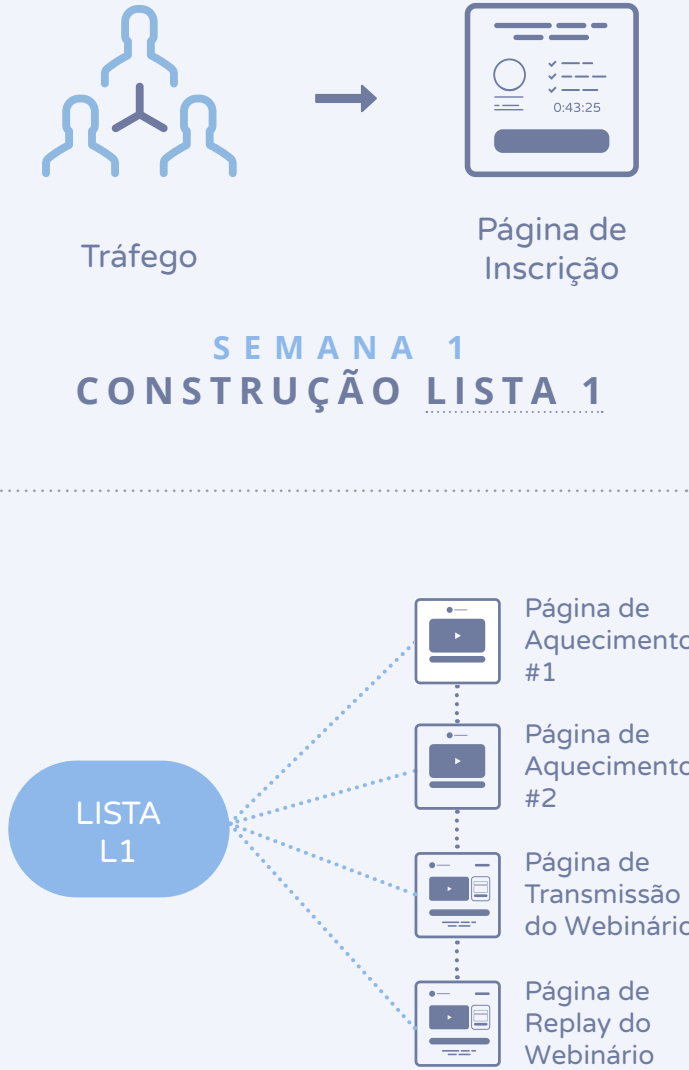 0:43:25
Tráfego
Página de
Inscrição
SEMANA 1
CONSTRUÇÃO LISTA 1
LISTA
L1
Página de
Aquecimento
#1
Página de
Aquecimento
#2
Página de
Transmissão
do Webinário
Página de
Replay do
Webinário